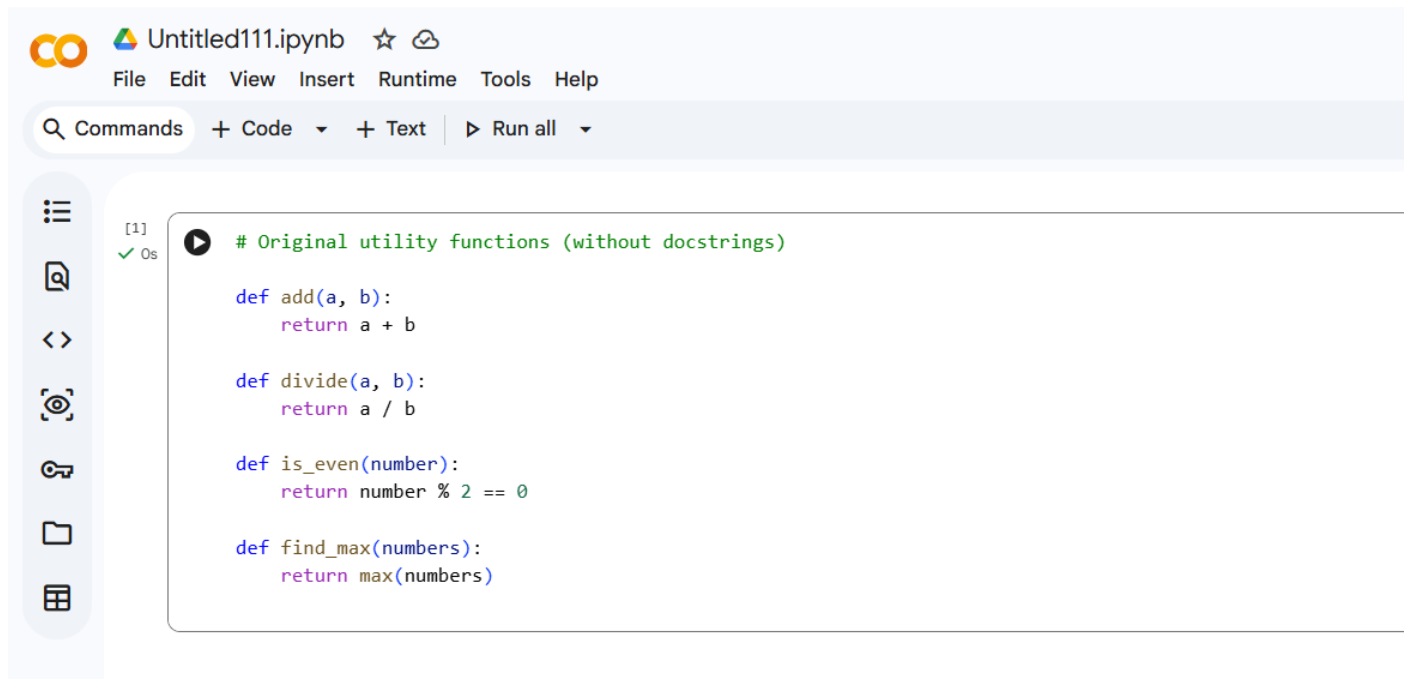 Untitled111.ipynb
File Edit View Insert Runtime Tools Help
Commands + Code + Text Run all
[1]
0s
# Original utility functions (without docstrings)
def add(a, b):
    return a + b
def divide(a, b):
    return a / b
def is_even(number):
    return number % 2 == 0
def find_max(numbers):
    return max(numbers)